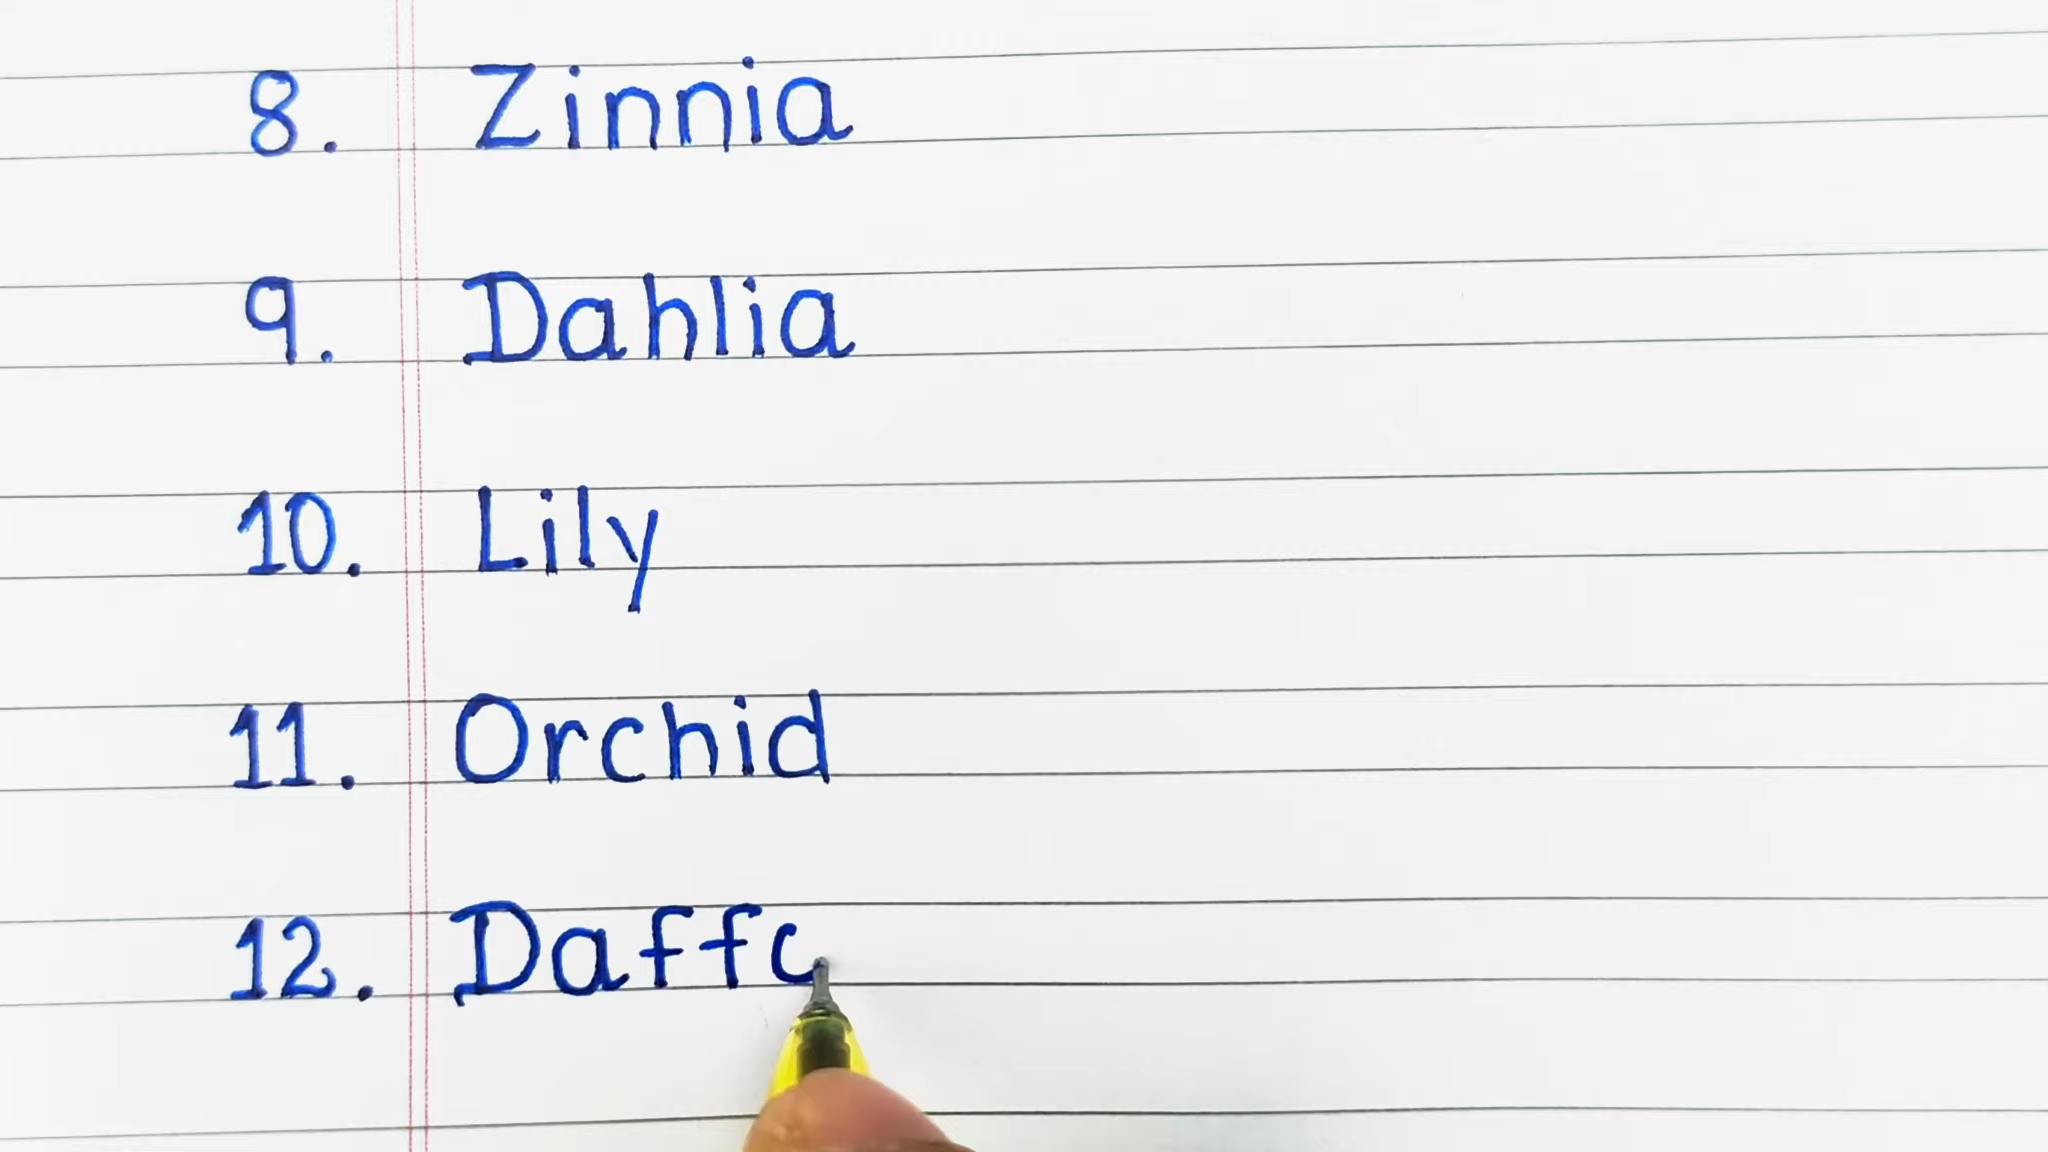 8. Zinnia
9. Dahlia
10. Lily
11. Orchid
12. Daffc